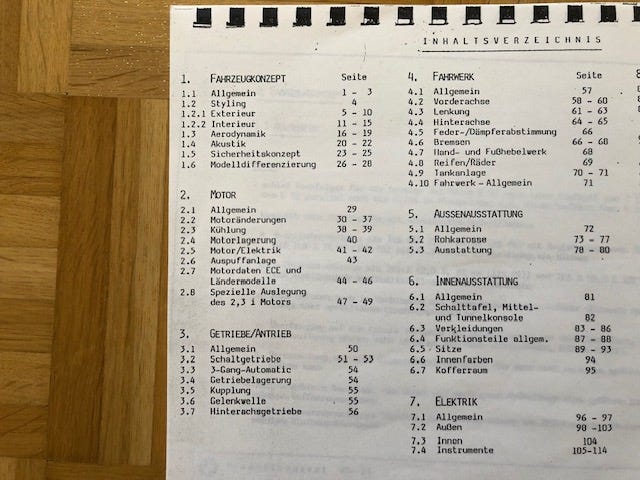 INHALTSVERZEICHNIS
1. FAHRZEUGKONZEPT Seite
1.1 Allgemein 1 - 3
1.2 Styling 4
1.2.1 Exterieur 5 - 10
1.2.2 Interieur 11 - 15
1.3 Aerodynamik 16 - 19
1.4 Akustik 20 - 22
1.5 Sicherheitskonzept 23 - 25
1.6 Modelldifferenzierung 26 - 28
2. MOTOR
2.1 Allgemein 29
2.2 Motoränderungen 30 - 37
2.3 Kühlung 38 - 39
2.4 Motorlagerung 40
2.5 Motor/Elektrik 41 - 42
2.6 Auspuffanlage 43
2.7 Motordaten ECE und
Ländermodelle 44 - 46
2.8 Spezielle Auslegung
des 2,3 i Motors 47 - 49
3. GETRIEBE/ANTRIEB
3.1 Allgemein 50
3.2 Schaltgetriebe 51 - 53
3.3 3-Gang-Automatic 54
3.4 Getriebelagerung 54
3.5 Kupplung 55
3.6 Gelenkwelle 55
3.7 Hinterachsgetriebe 56
4. FAHRWERK Seite
4.1 Allgemein 57
4.2 Vorderachse 58 - 60
4.3 Lenkung 61 - 63
4.4 Hinterachse 64 - 65
4.5 Feder-/Dämpferabstimmung 66
4.6 Bremsen 66 - 68
4.7 Hand- und Fußhebelwerk 68
4.8 Reifen/Räder 69
4.9 Tankanlage 70 - 71
4.10 Fahrwerk - Allgemein 71
5. AUSSENAUSSTATTUNG
5.1 Allgemein 72
5.2 Rohkarosse 73 - 77
5.3 Ausstattung 78 - 80
6. INNENAUSSTATTUNG
6.1 Allgemein 81
6.2 Schalttafel, Mittel-
und Tunnelkonsole 82
6.3 Verkleidungen 83 - 86
6.4 Funktionsteile allgem. 87 - 88
6.5 Sitze 89 - 93
6.6 Innenfarben 94
6.7 Kofferraum 95
7. ELEKTRIK
7.1 Allgemein 96 - 97
7.2 Außen 98 -103
7.3 Innen 104
7.4 Instrumente 105-114